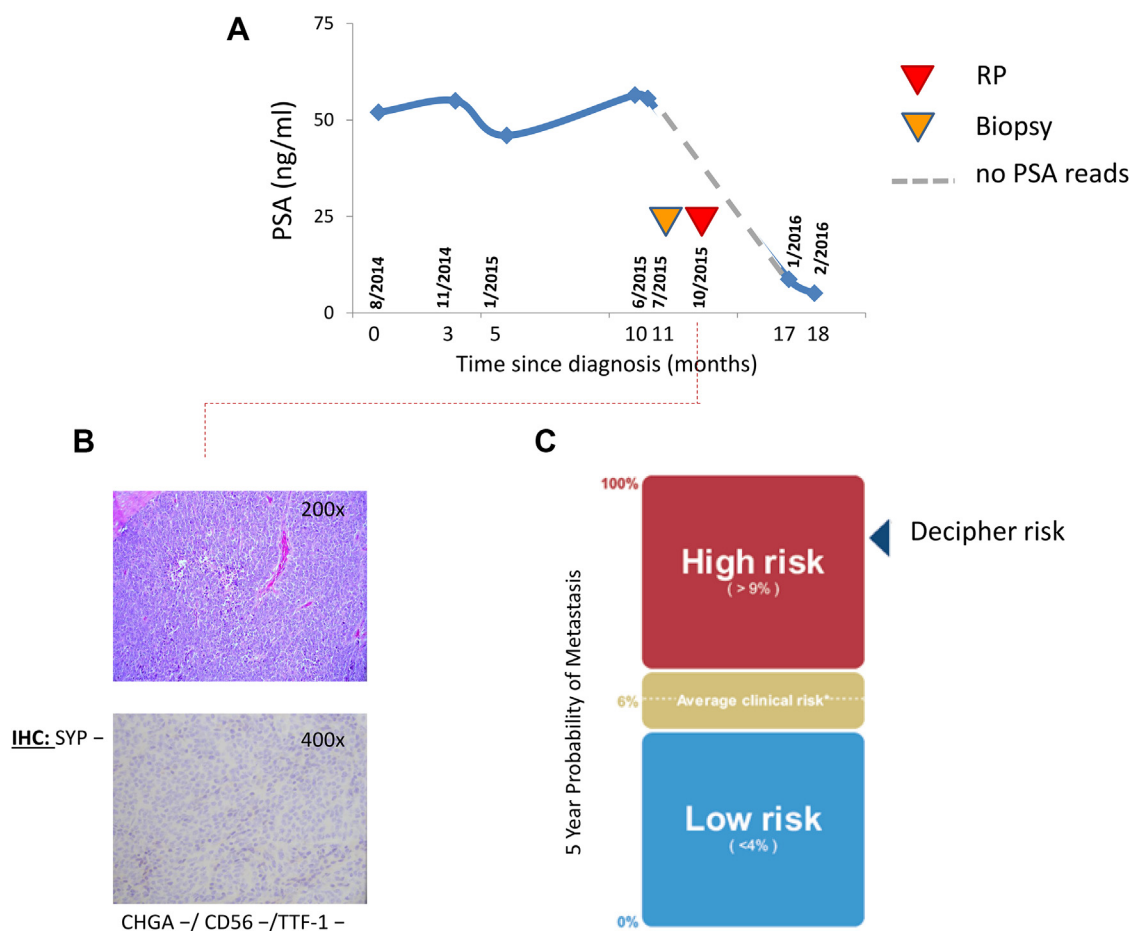 A
75
50
25
0
PSA (ng/ml)
8/2014
11/2014
1/2015
6/2015
7/2015
10/2015
1/2016
2/2016
0 3 5 10 11 17 18
Time since diagnosis (months)
RP
Biopsy
no PSA reads
B
200x
IHC: SYP –
400x
CHGA –/ CD56 –/TTF-1 –
C
5 Year Probability of Metastasis
100%
High risk
( > 9% )
Decipher risk
6%
Average clinical risk*
Low risk
( <4% )
0%